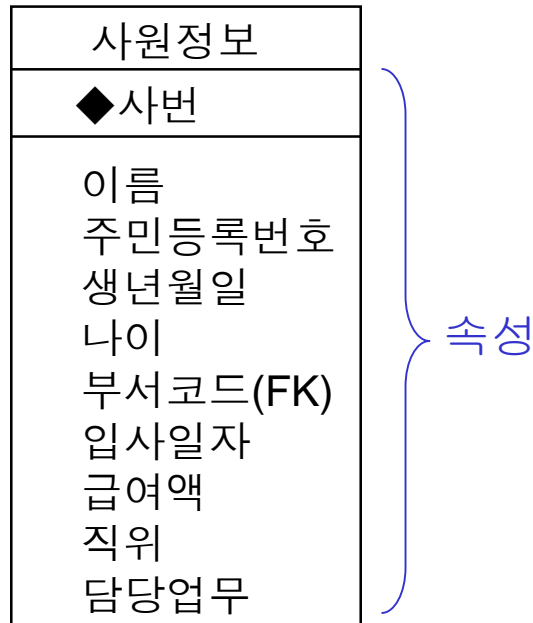 사원정보
◆사번
이름
주민등록번호
생년월일
나이
부서코드(FK)
입사일자
급여액
직위
담당업무
속성